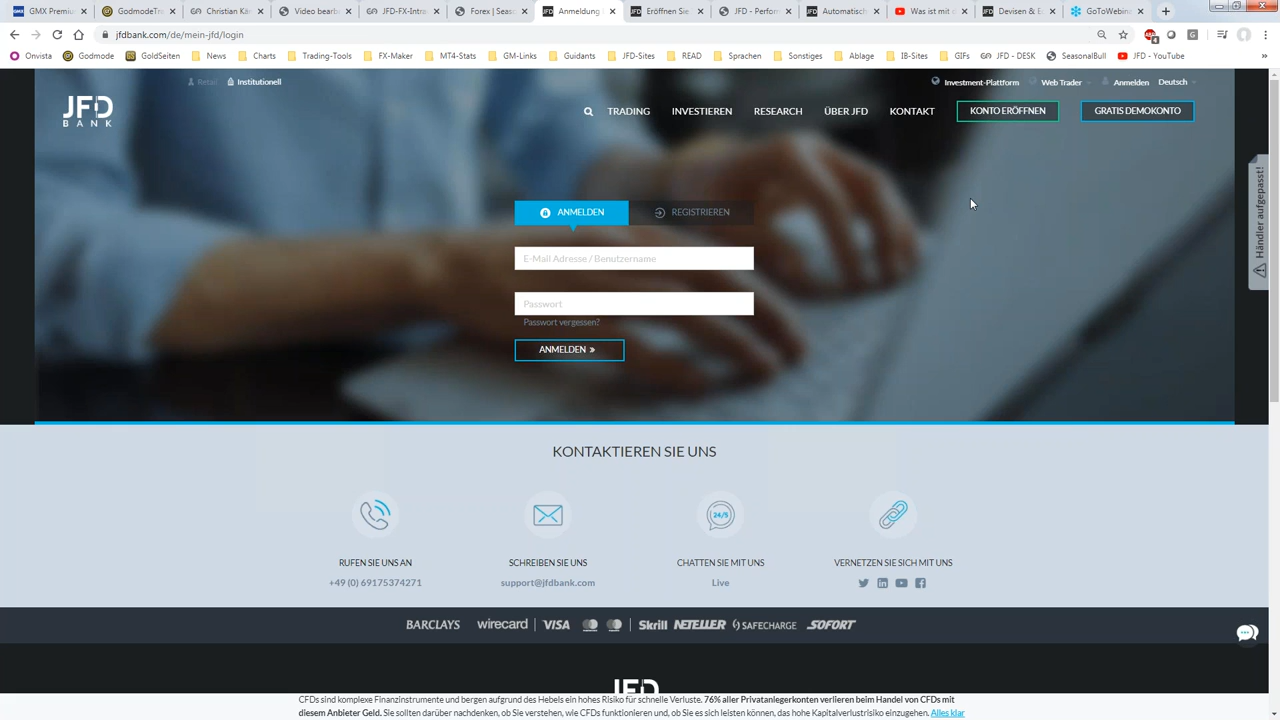 GMX Premiu
GodmodeTra
Christian Kä
Video bearb
JFD-FX-Intra
Forex | Seas
Anmeldung
Eröffnen Sie
JFD - Perfor
Automatisch
Was ist mit d
Devisen & E
GoToWebin
jfdbank.com/de/mein-jfd/login
Onvista
Godmode
GoldSeiten
News
Charts
Trading-Tools
FX-Maker
MT4-Stats
GM-Links
Guidants
JFD-Sites
READ
Sprachen
Sonstiges
Ablage
IB-Sites
GIFs
JFD - DESK
SeasonalBull
JFD - YouTube
»
Retail
Institutionell
Investment-Plattform
Web Trader
Anmelden
Deutsch
JFD
BANK
TRADING
INVESTIEREN
RESEARCH
ÜBER JFD
KONTAKT
KONTO ERÖFFNEN
GRATIS DEMOKONTO
Händler aufgepasst!
ANMELDEN
REGISTRIEREN
E-Mail Adresse / Benutzername
Passwort
Passwort vergessen?
ANMELDEN »
KONTAKTIEREN SIE UNS
24/5
RUFEN SIE UNS AN
SCHREIBEN SIE UNS
CHATTEN SIE MIT UNS
VERNETZEN SIE SICH MIT UNS
+49 (0) 69175374271
support@jfdbank.com
Live
BARCLAYS
wirecard
VISA
Skrill
NETELLER
SAFECHARGE
SOFORT
JFD
CFDs sind komplexe Finanzinstrumente und bergen aufgrund des Hebels ein hohes Risiko für schnelle Verluste. 76% aller Privatanlegerkonten verlieren beim Handel von CFDs mit
diesem Anbieter Geld. Sie sollten darüber nachdenken, ob Sie verstehen, wie CFDs funktionieren und, ob Sie es sich leisten können, das hohe Kapitalverlustrisiko einzugehen. Alles klar